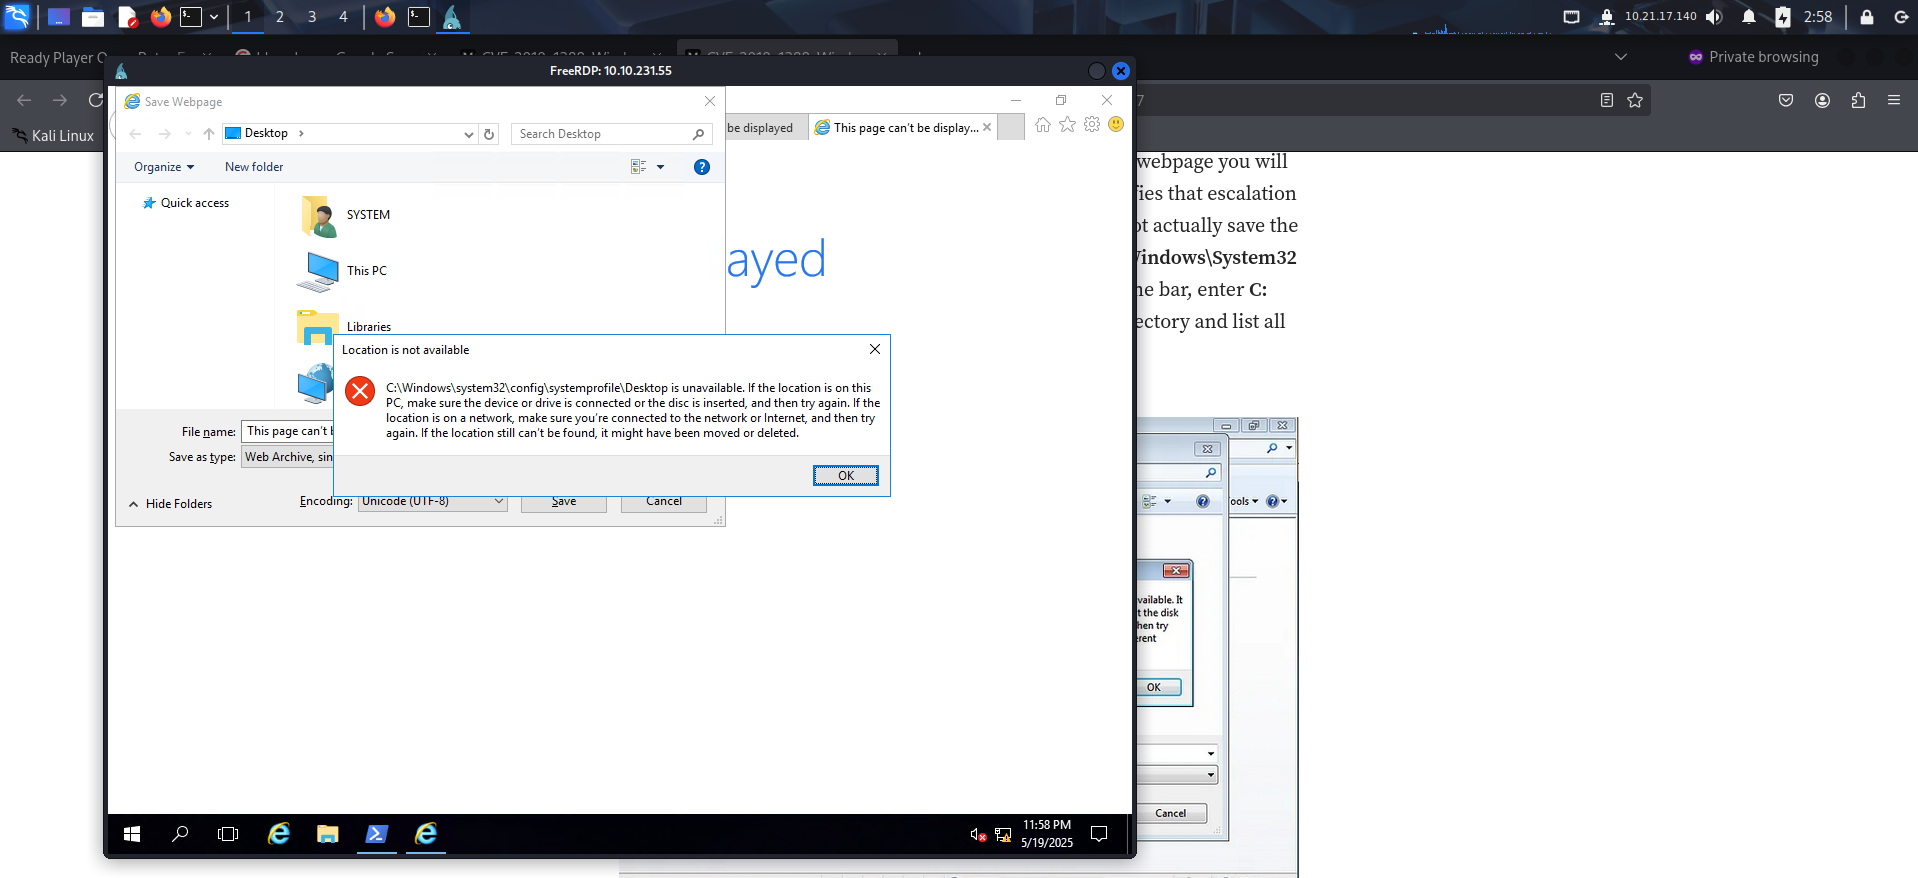 1 2 3 4
10.21.17.140
2:58
Ready Player
Private browsing
FreeRDP: 10.10.231.55
Kali Linux
Save Webpage
Desktop
Search Desktop
be displayed
This page can't be display...
Organize
New folder
Quick access
SYSTEM
This PC
Libraries
ayed
Location is not available
C:\Windows\system32\config\systemprofile\Desktop is unavailable. If the location is on this
PC, make sure the device or drive is connected or the disc is inserted, and then try again. If the
location is on a network, make sure you're connected to the network or Internet, and then try
again. If the location still can't be found, it might have been moved or deleted.
OK
File name:
This page can't b
Save as type:
Web Archive, sin
Hide Folders
Encoding:
Unicode (UTF-8)
Save
Cancel
11:58 PM
5/19/2025
webpage you will
fies that escalation
ot actually save the
Windows\System32
he bar, enter C:
ectory and list all
ools
vailable. It
t the disk
hen try
erent
OK
Cancel